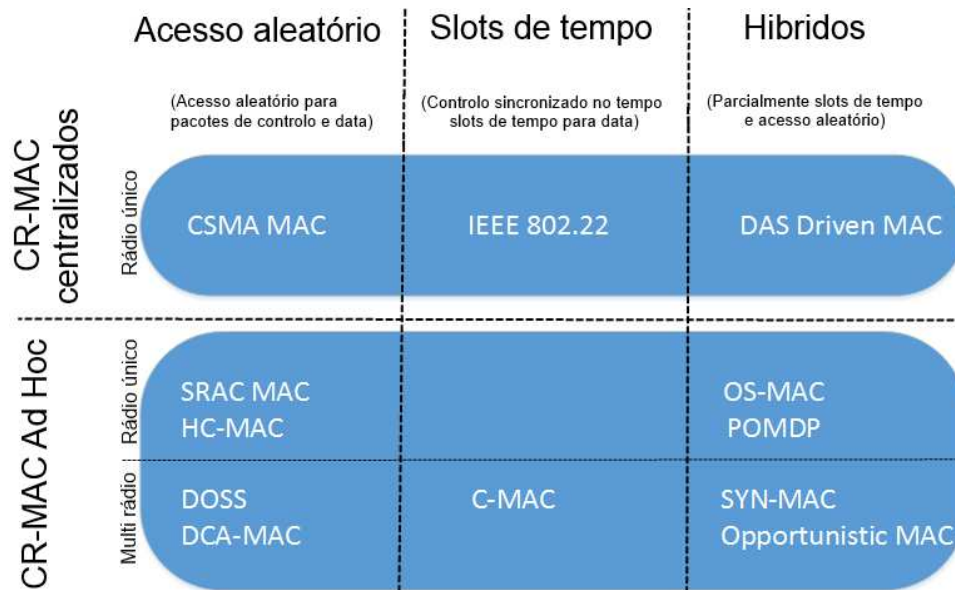 Acesso aleatório
Slots de tempo
Hibridos
(Acesso aleatório para
pacotes de controlo e data)
(Controlo sincronizado no tempo
slots de tempo para data)
(Parcialmente slots de tempo
e acesso aleatório)
CR-MAC
centralizados
Rádio único
CSMA MAC
IEEE 802.22
DAS Driven MAC
CR-MAC Ad Hoc
Rádio único
SRAC MAC
HC-MAC
OS-MAC
POMDP
Multi rádio
DOSS
DCA-MAC
C-MAC
SYN-MAC
Opportunistic MAC